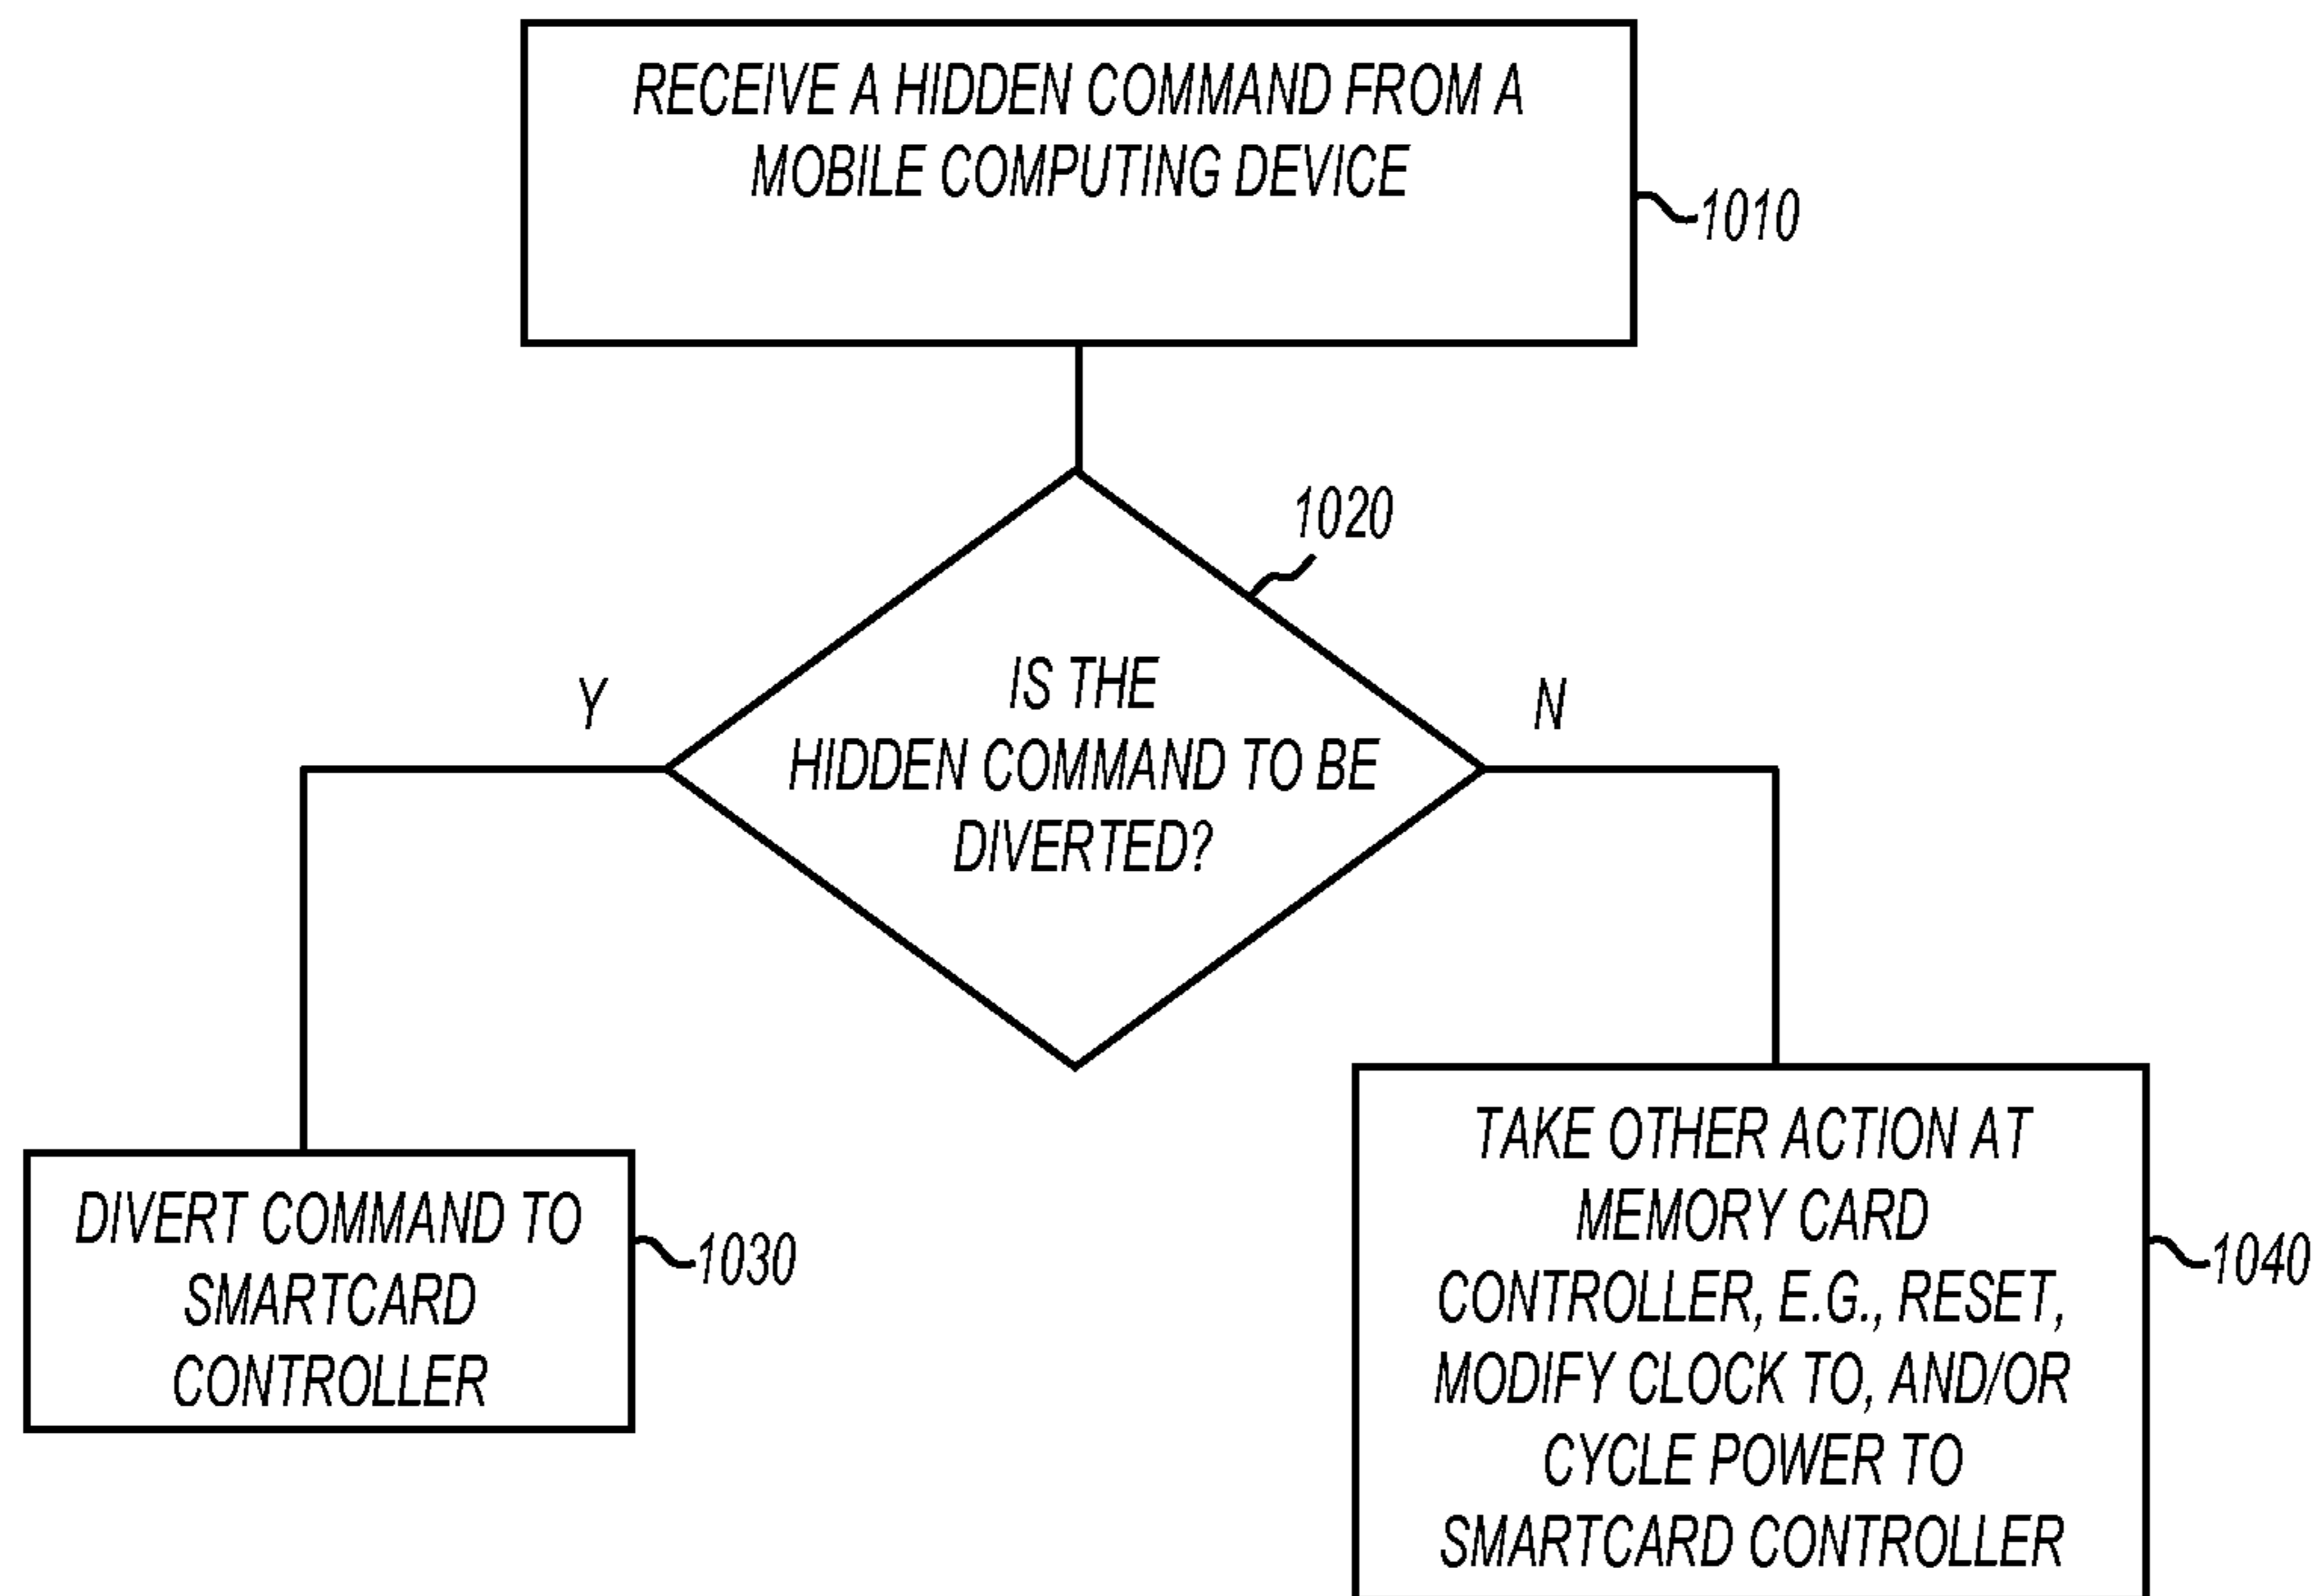 RECEIVE A HIDDEN COMMAND FROM A
MOBILE COMPUTING DEVICE
1010
1020
IS THE
HIDDEN COMMAND TO BE
DIVERTED?
Y
N
DIVERT COMMAND TO
SMARTCARD
CONTROLLER
1030
TAKE OTHER ACTION AT
MEMORY CARD
CONTROLLER, E.G., RESET,
MODIFY CLOCK TO, AND/OR
CYCLE POWER TO
SMARTCARD CONTROLLER
1040